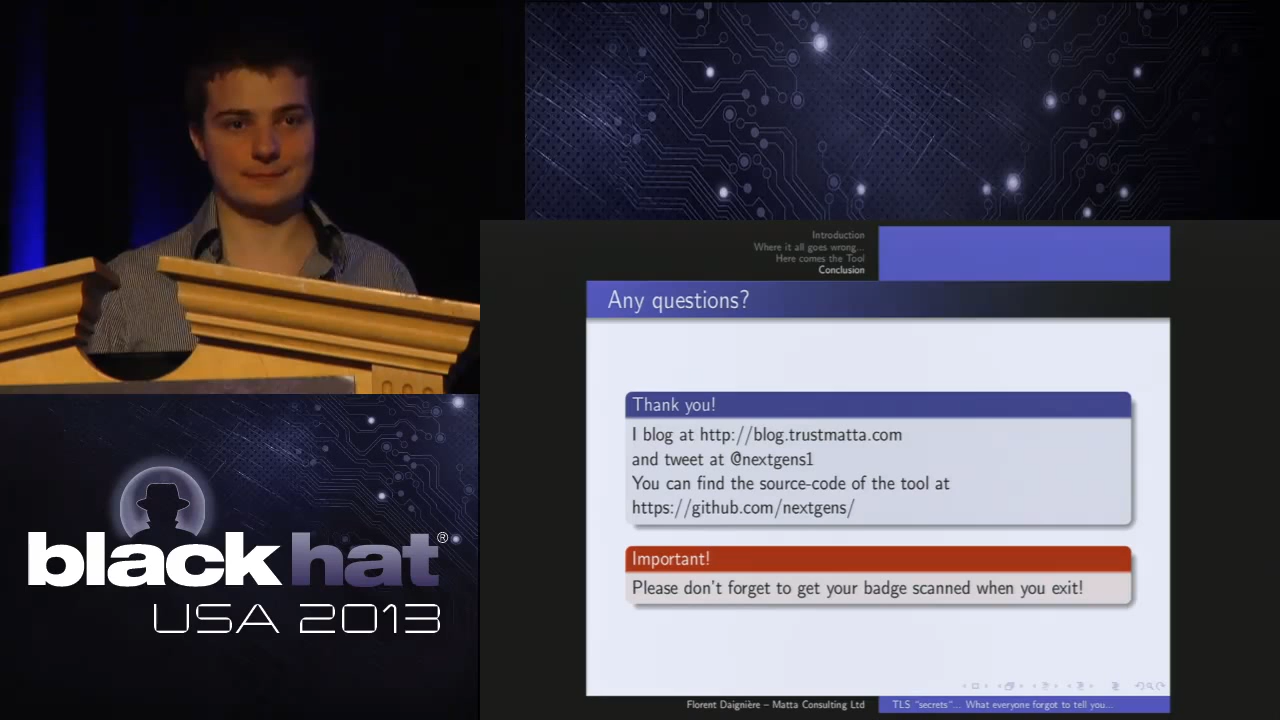 Introduction
Where it all goes wrong...
Here comes the Tool
Conclusion
Any questions?
Thank you!
I blog at http://blog.trustmatta.com
and tweet at @nextgens1
You can find the source-code of the tool at
https://github.com/nextgens/
Important!
Please don't forget to get your badge scanned when you exit!
Florent Daignière – Matta Consulting Ltd
TLS "secrets"... What everyone forgot to tell you...
blackhat®
USA 2013